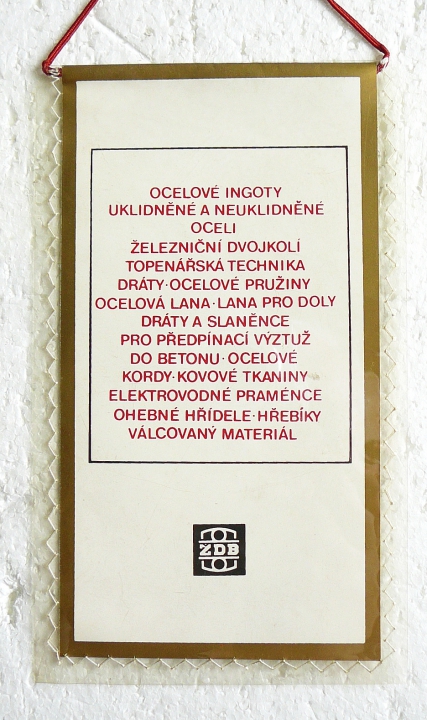 OCELOVÉ INGOTY
UKLIDNĚNÉ A NEUKLIDNĚNÉ
OCELI
ŽELEZNIČNÍ DVOJKOLÍ
TOPENÁŘSKÁ TECHNIKA
DRÁTY·OCELOVÉ PRUŽINY
OCELOVÁ LANA·LANA PRO DOLY
DRÁTY A SLANĚNCE
PRO PŘEDPÍNACÍ VÝZTUŽ
DO BETONU·OCELOVÉ
KORDY·KOVOVÉ TKANINY
ELEKTROVODNÉ PRAMÉNCE
OHEBNÉ HŘÍDELE·HŘEBÍKY
VÁLCOVANÝ MATERIÁL
ŽDB